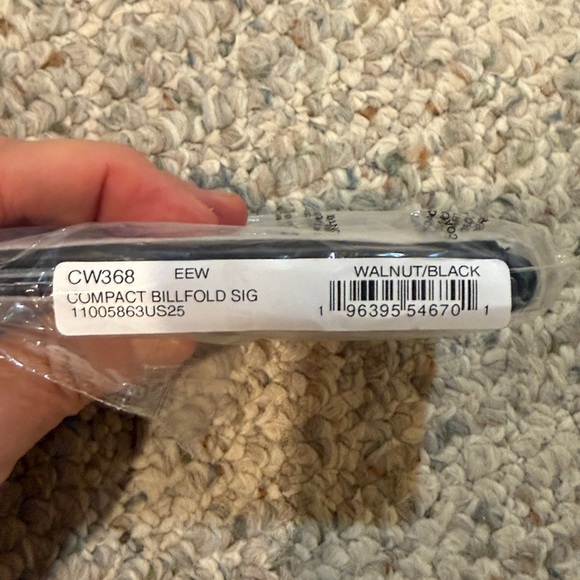 CW368 EEW WALNUT/BLACK
COMPACT BILLFOLD SIG
11005863US25
1 96395 54670 1